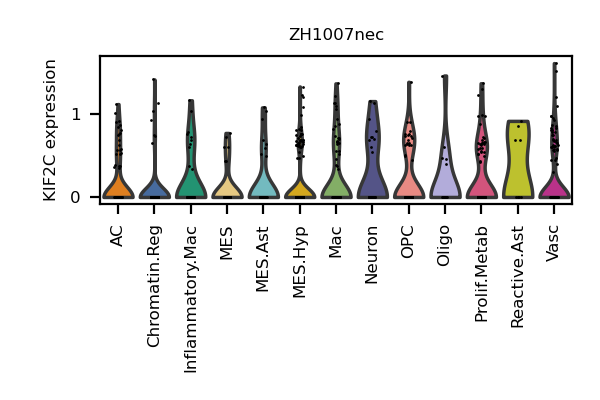 ZH1007nec
KIF2C expression
1
0
AC
Chromatin.Reg
Inflammatory.Mac
MES
MES.Ast
MES.Hyp
Mac
Neuron
OPC
Oligo
Prolif.Metab
Reactive.Ast
Vasc